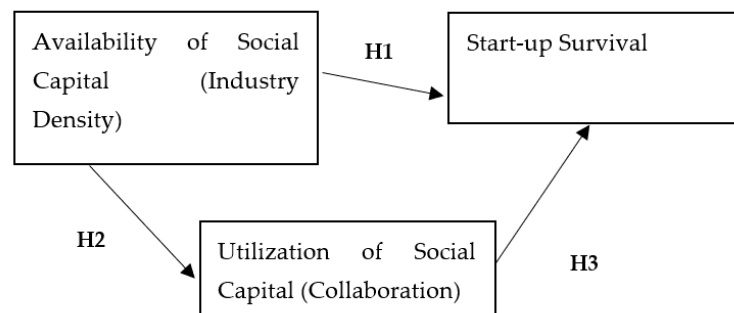 Availability of Social
Capital (Industry
Density)
H1
Start-up Survival
H2
Utilization of Social
Capital (Collaboration)
H3